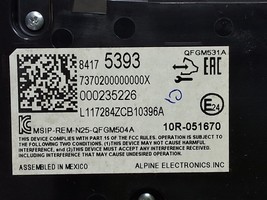 QFGM531A
8417 5393
7370200000000X
000235226
L117284ZCB10396A
EAC
E24
MSIP-REM-N25-QFGM504A
10R-051670
THIS DEVICE COMPLIES WITH PART 15 OF THE FCC RULES. OPERATION IS SUBJECT TO
THE FOLLOWING TWO CONDITIONS: (1) THIS DEVICE MAY NOT CAUSE HARMFUL
INTERFERENCE, AND (2) THIS DEVICE MUST ACCEPT ANY INTERFERENCE RECEIVED,
INCLUDING INTERFERENCE THAT MAY CAUSE UNDESIRED OPERATION.
ASSEMBLED IN MEXICO
ALPINE ELECTRONICS INC.